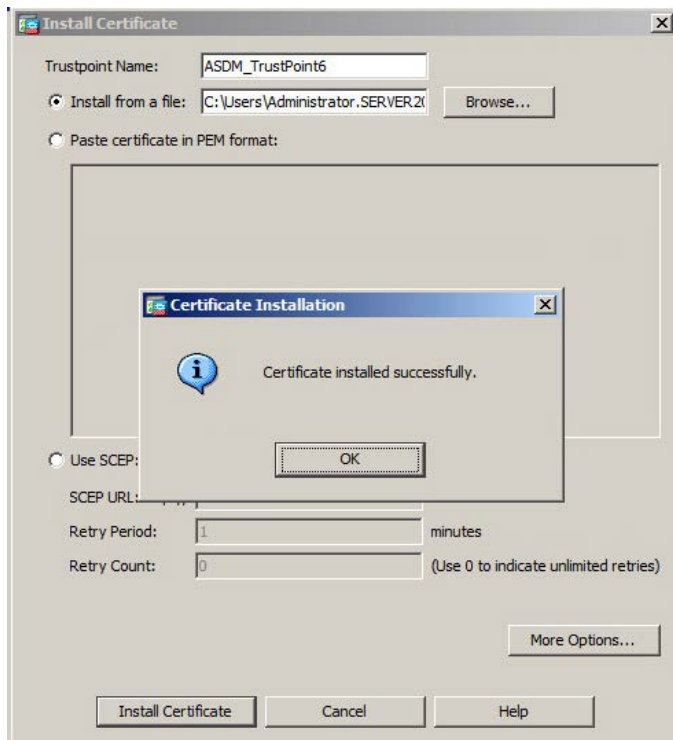 Install Certificate
Trustpoint Name: ASDM_TrustPoint6
Install from a file: C:\Users\Administrator.SERVER20 Browse...
Paste certificate in PEM format:
Certificate Installation
Certificate installed successfully.
OK
Use SCEP:
SCEP URL:
Retry Period: 1 minutes
Retry Count: 0 (Use 0 to indicate unlimited retries)
More Options...
Install Certificate Cancel Help